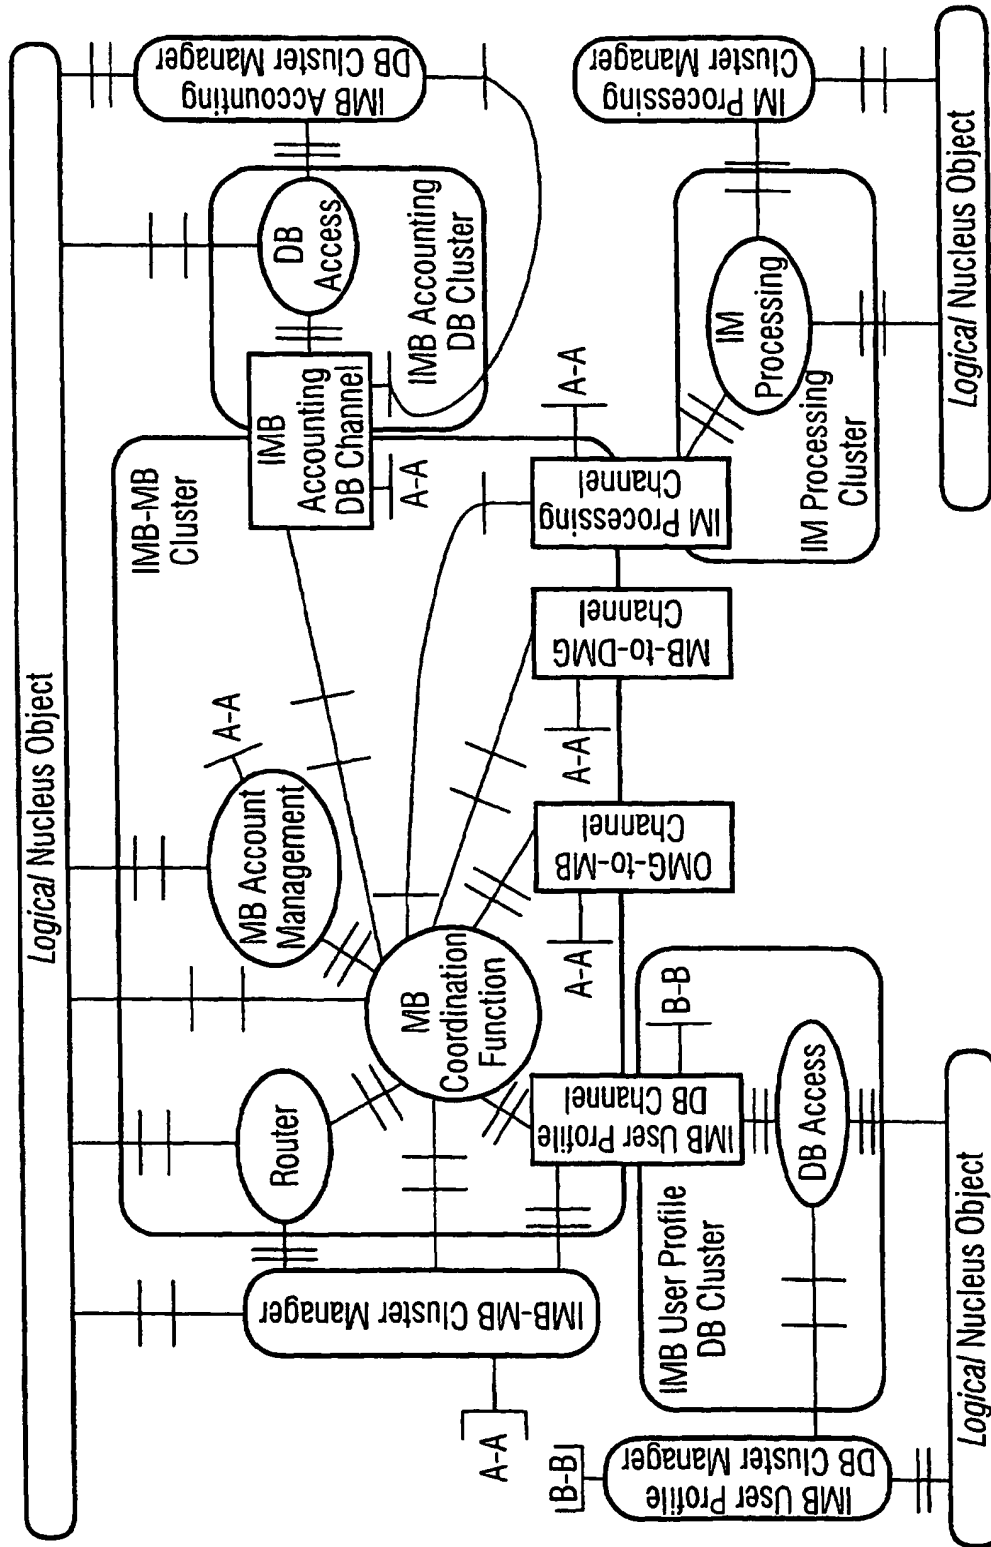 Logical Nucleus Object
IMB-MB Cluster Manager
A-A
Router
MB
Coordination
Function
MB Account
Management
A-A
IMB-MB
Cluster
IMB
Accounting
DB Channel
A-A
DB
Access
IMB Accounting
DB Cluster
IMB Accounting
DB Cluster Manager
IMB User Profile
DB Channel
B-B
OMG-to-MB
Channel
A-A
MB-to-DMG
Channel
A-A
IM Processing
Channel
A-A
IMB User Profile
DB Cluster
DB Access
IMB User Profile
DB Cluster Manager
B-B
Logical Nucleus Object
IM
Processing
IM Processing
Cluster
IM Processing
Cluster Manager
Logical Nucleus Object